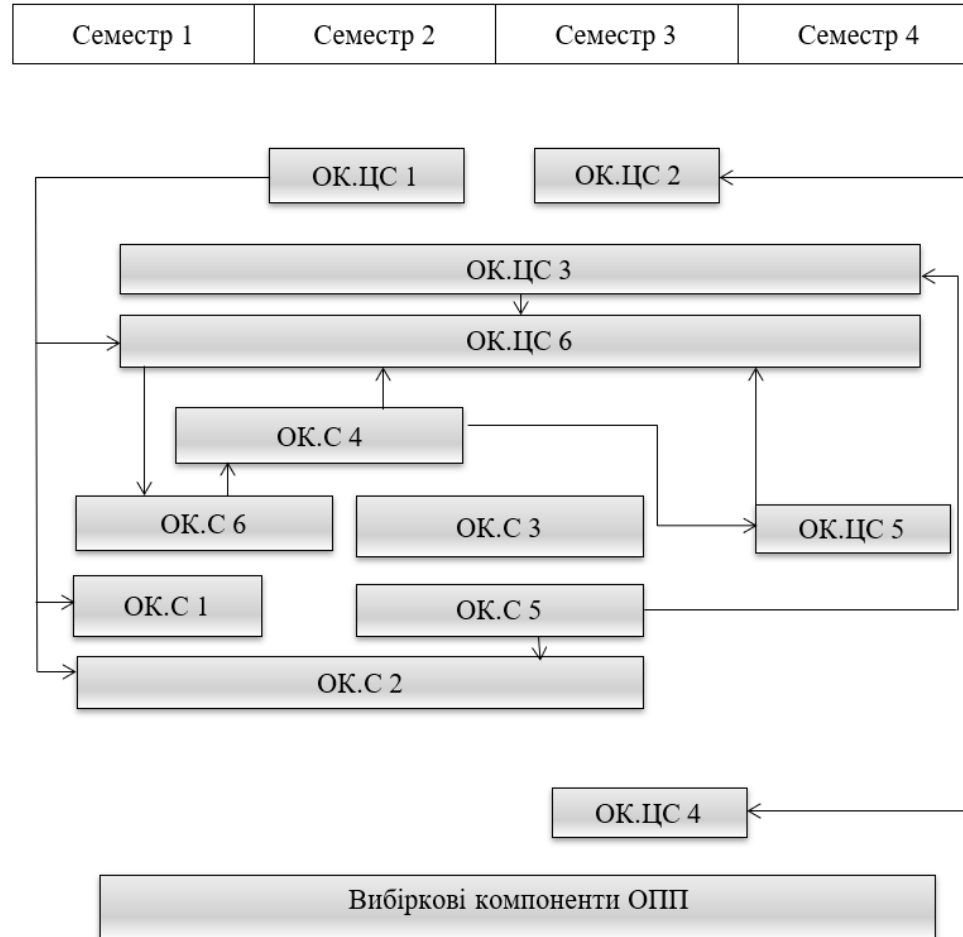 Семестр 1 Семестр 2 Семестр 3 Семестр 4
ОК.ЦС 1 ОК.ЦС 2
ОК.ЦС 3
ОК.ЦС 6
ОК.С 4
ОК.С 6 ОК.С 3 ОК.ЦС 5
ОК.С 1 ОК.С 5
ОК.С 2
ОК.ЦС 4
Вибіркові компоненти ОПП